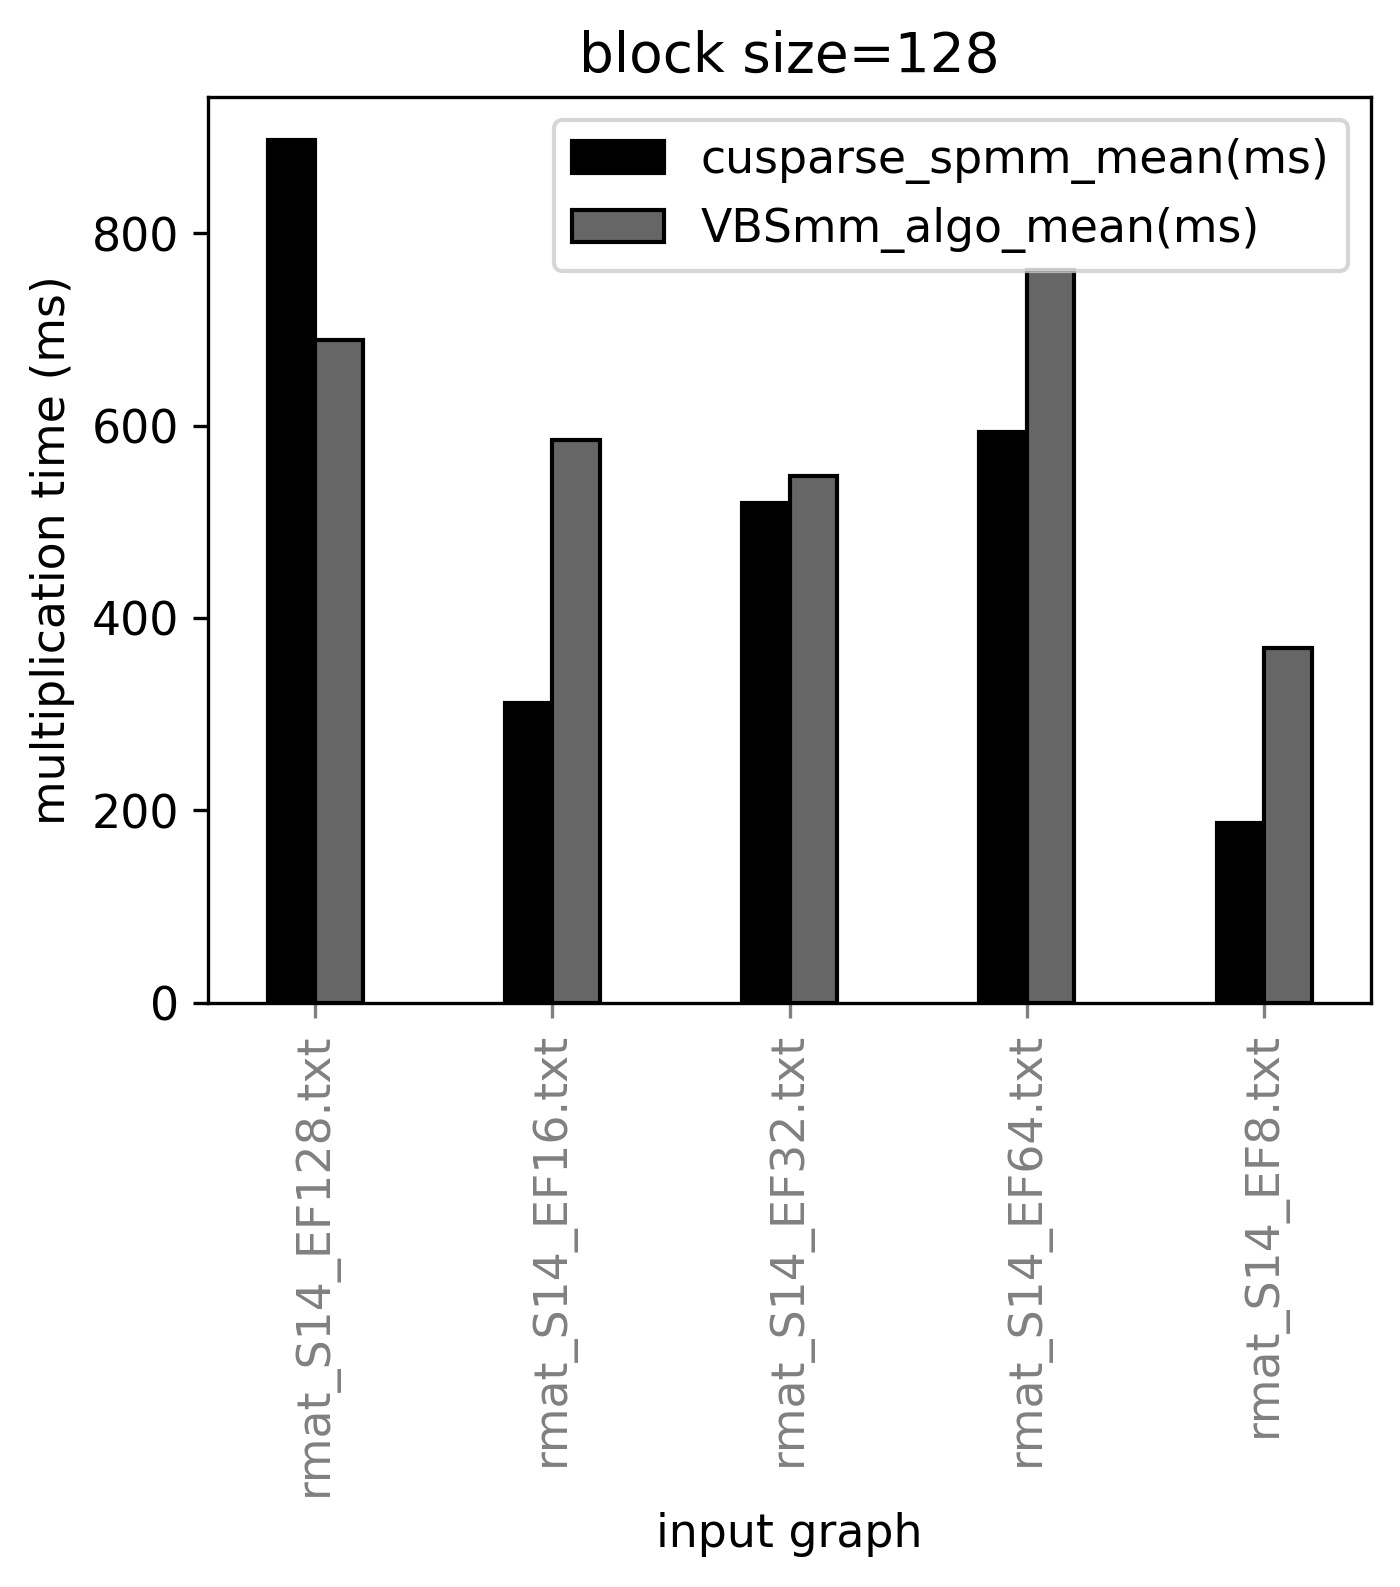 block size=128
cusparse_spmm_mean(ms)
VBSmm_algo_mean(ms)
multiplication time (ms)
800
600
400
200
0
rmat_S14_EF128.txt
rmat_S14_EF16.txt
rmat_S14_EF32.txt
rmat_S14_EF64.txt
rmat_S14_EF8.txt
input graph